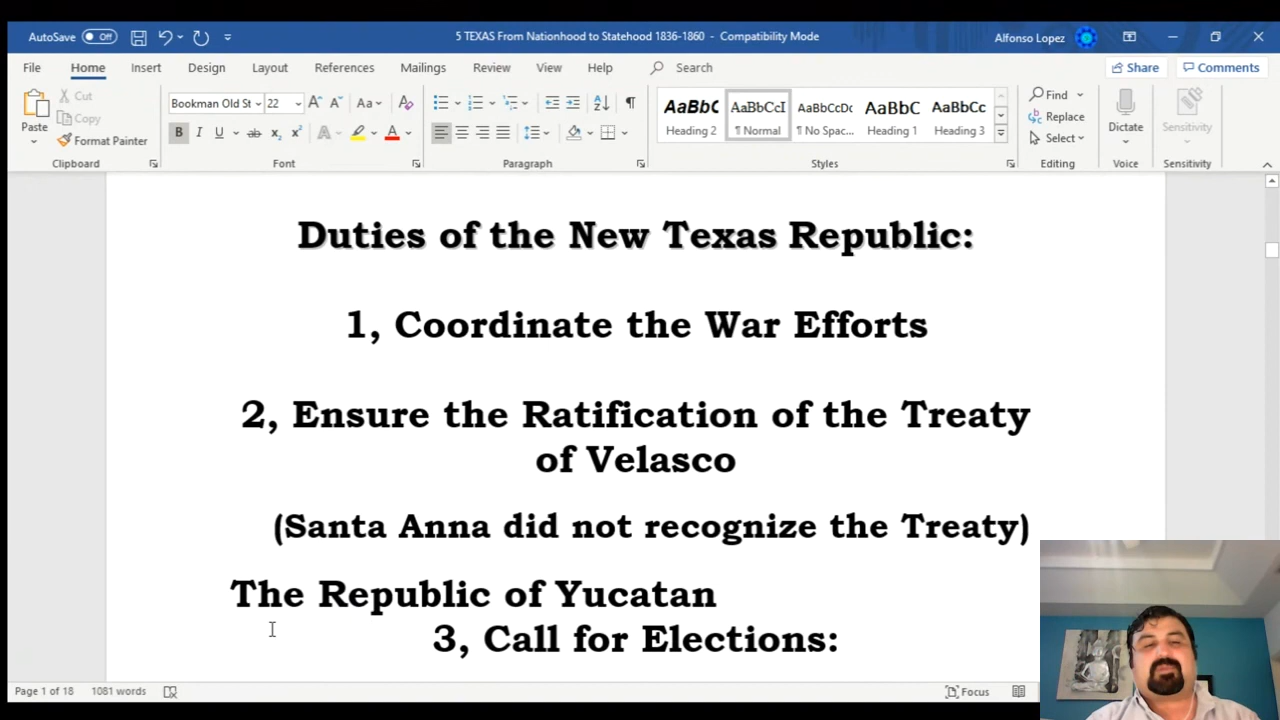 AutoSave Off
5 TEXAS From Nationhood to Statehood 1836-1860 - Compatibility Mode
Alfonso Lopez
File Home Insert Design Layout References Mailings Review View Help Search
Share Comments
Paste
Cut
Copy
Format Painter
Clipboard
Bookman Old St 22
Font
Paragraph
AaBbC AaBbCcI AaBbCcDc AaBbC AaBbCc
Heading 2 ¶ Normal ¶ No Spac... Heading 1 Heading 3
Styles
Find
Replace
Select
Editing
Dictate
Voice
Sensitivity
Sensitivity
Duties of the New Texas Republic:
1, Coordinate the War Efforts
2, Ensure the Ratification of the Treaty
of Velasco
(Santa Anna did not recognize the Treaty)
The Republic of Yucatan
3, Call for Elections:
Page 1 of 18 1081 words
Focus